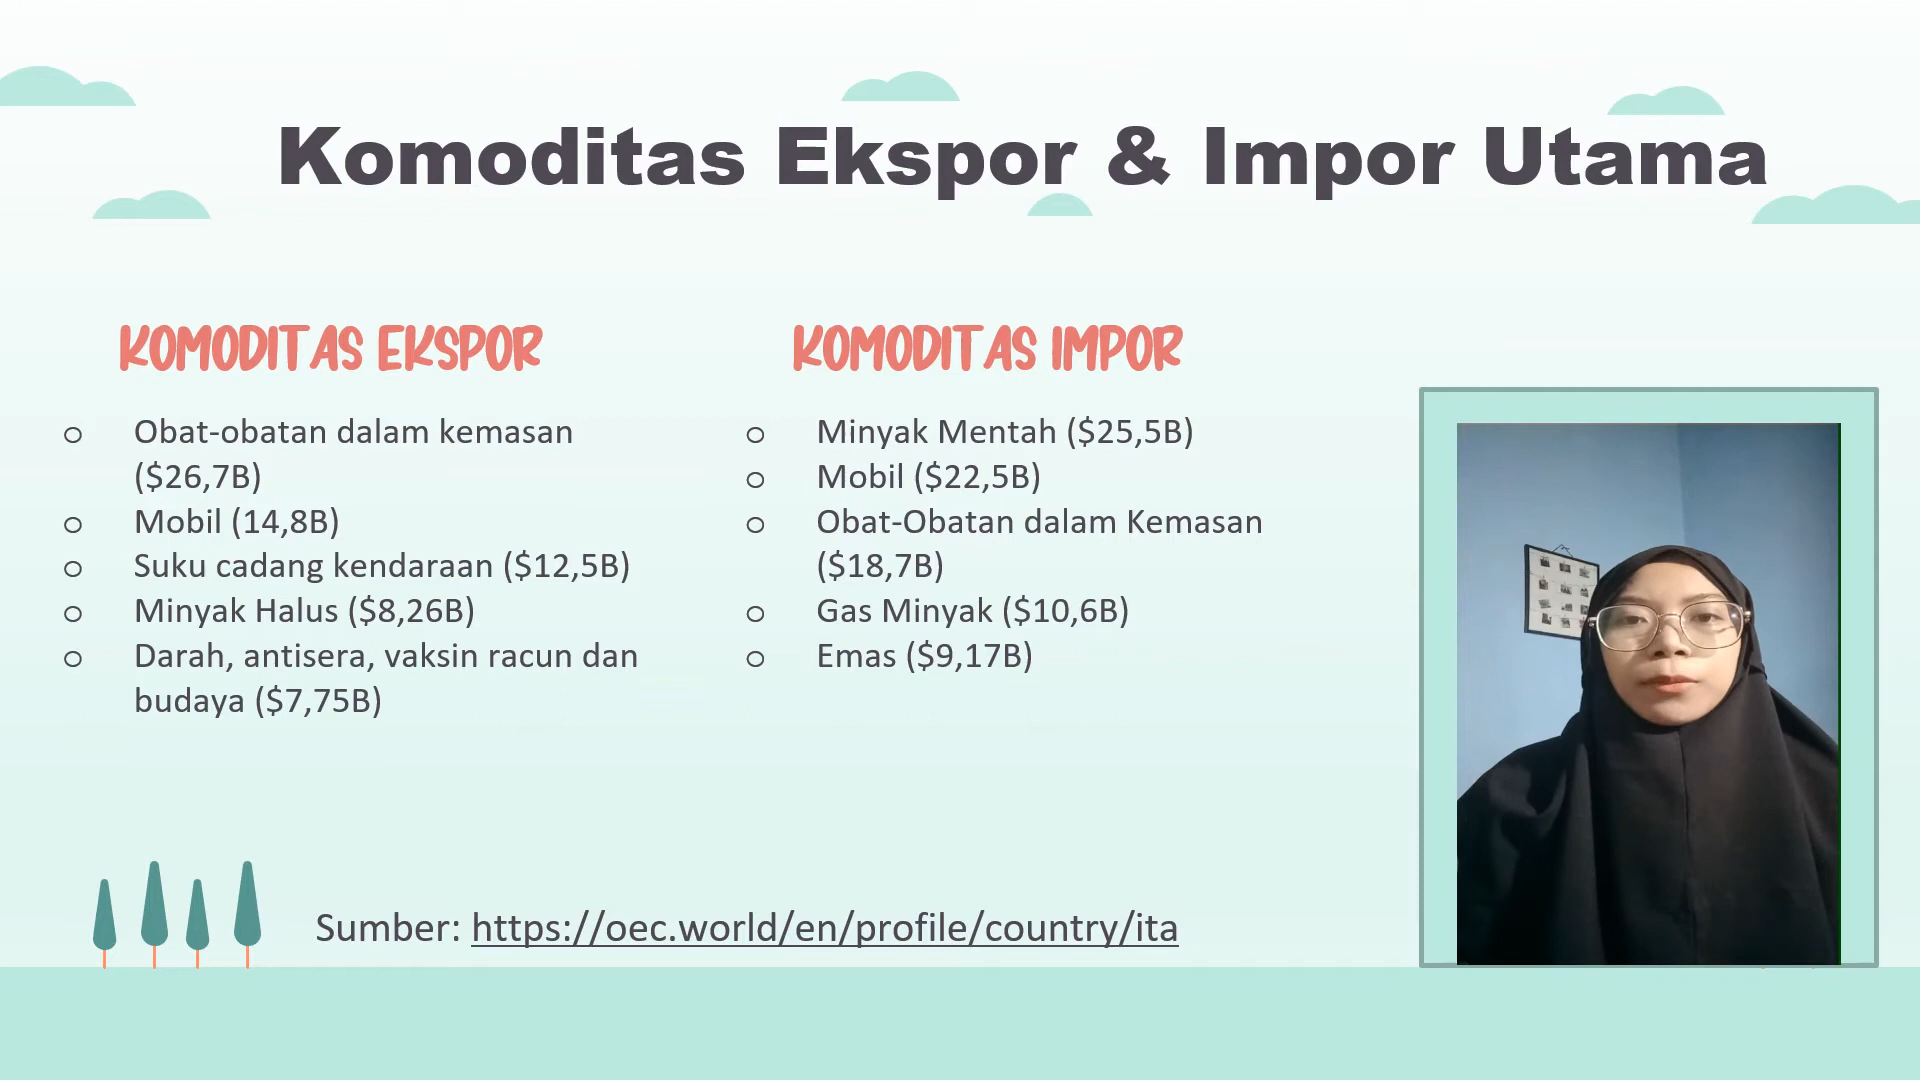 Komoditas Ekspor & Impor Utama
KOMODITAS EKSPOR
Obat-obatan dalam kemasan
($26,7B)
Mobil (14,8B)
Suku cadang kendaraan ($12,5B)
Minyak Halus ($8,26B)
Darah, antisera, vaksin racun dan
budaya ($7,75B)
KOMODITAS IMPOR
Minyak Mentah ($25,5B)
Mobil ($22,5B)
Obat-Obatan dalam Kemasan
($18,7B)
Gas Minyak ($10,6B)
Emas ($9,17B)
Sumber: https://oec.world/en/profile/country/ita